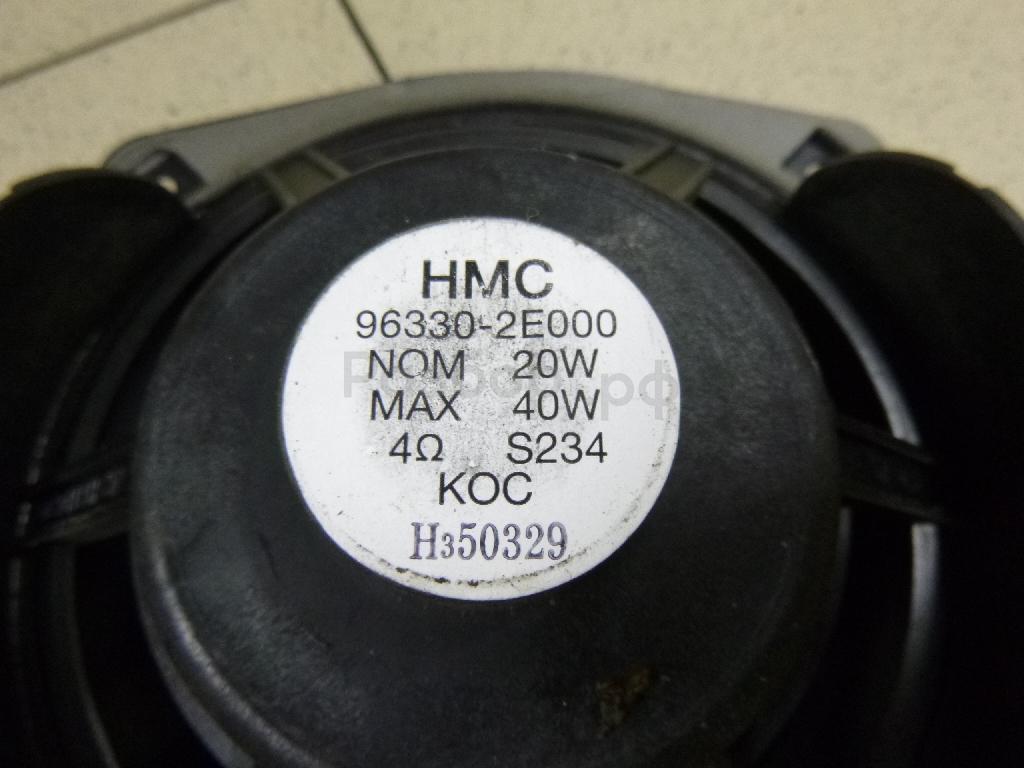 HMC
96330-2E000
NOM 20W
MAX 40W
4Ω S234
KOC
H350329